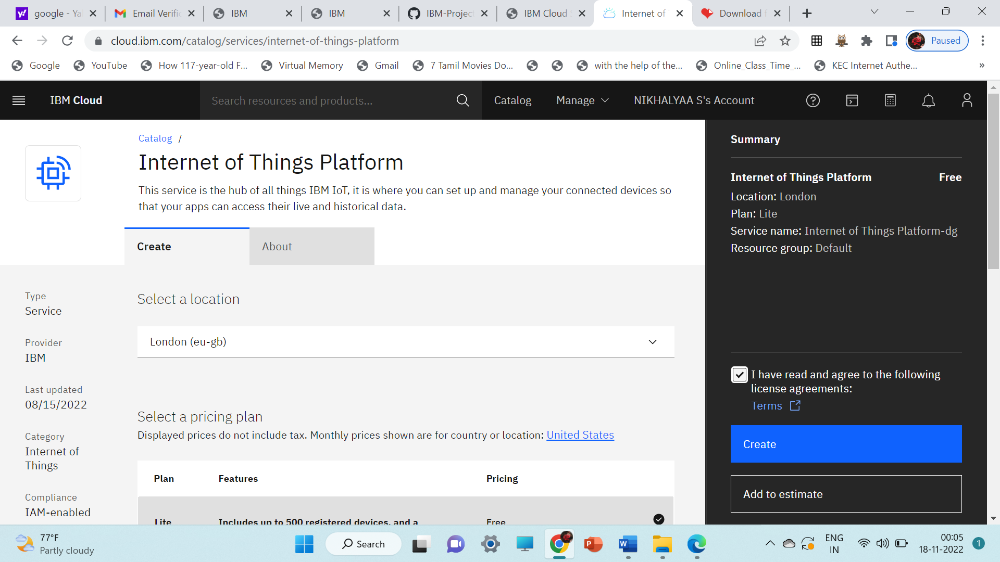 google - Ya
Email Verific
IBM
IBM
IBM-Project
IBM Cloud S
Internet of T
Download f
cloud.ibm.com/catalog/services/internet-of-things-platform
Paused
Google
YouTube
How 117-year-old F...
Virtual Memory
Gmail
7 Tamil Movies Do...
with the help of the...
Online_Class_Time_...
KEC Internet Authe...
»
IBM Cloud
Search resources and products...
Catalog
Manage
NIKHALYAA S's Account
Catalog /
Internet of Things Platform
This service is the hub of all things IBM IoT, it is where you can set up and manage your connected devices so
that your apps can access their live and historical data.
Create
About
Type
Service
Provider
IBM
Last updated
08/15/2022
Category
Internet of
Things
Compliance
IAM-enabled
Select a location
London (eu-gb)
Select a pricing plan
Displayed prices do not include tax. Monthly prices shown are for country or location: United States
Plan Features Pricing
Lite Includes up to 500 registered devices, and a Free
Summary
Internet of Things Platform Free
Location: London
Plan: Lite
Service name: Internet of Things Platform-dg
Resource group: Default
I have read and agree to the following
license agreements:
Terms
Create
Add to estimate
77°F
Partly cloudy
Search
ENG
IN
00:05
18-11-2022
1